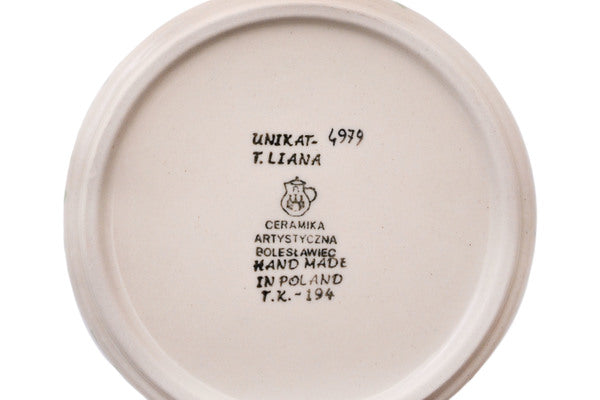 UNIKAT- 4979
T. LIANA
CERAMIKA
ARTYSTYCZNA
BOLESŁAWIEC
HAND MADE
IN POLAND
T.K.-194